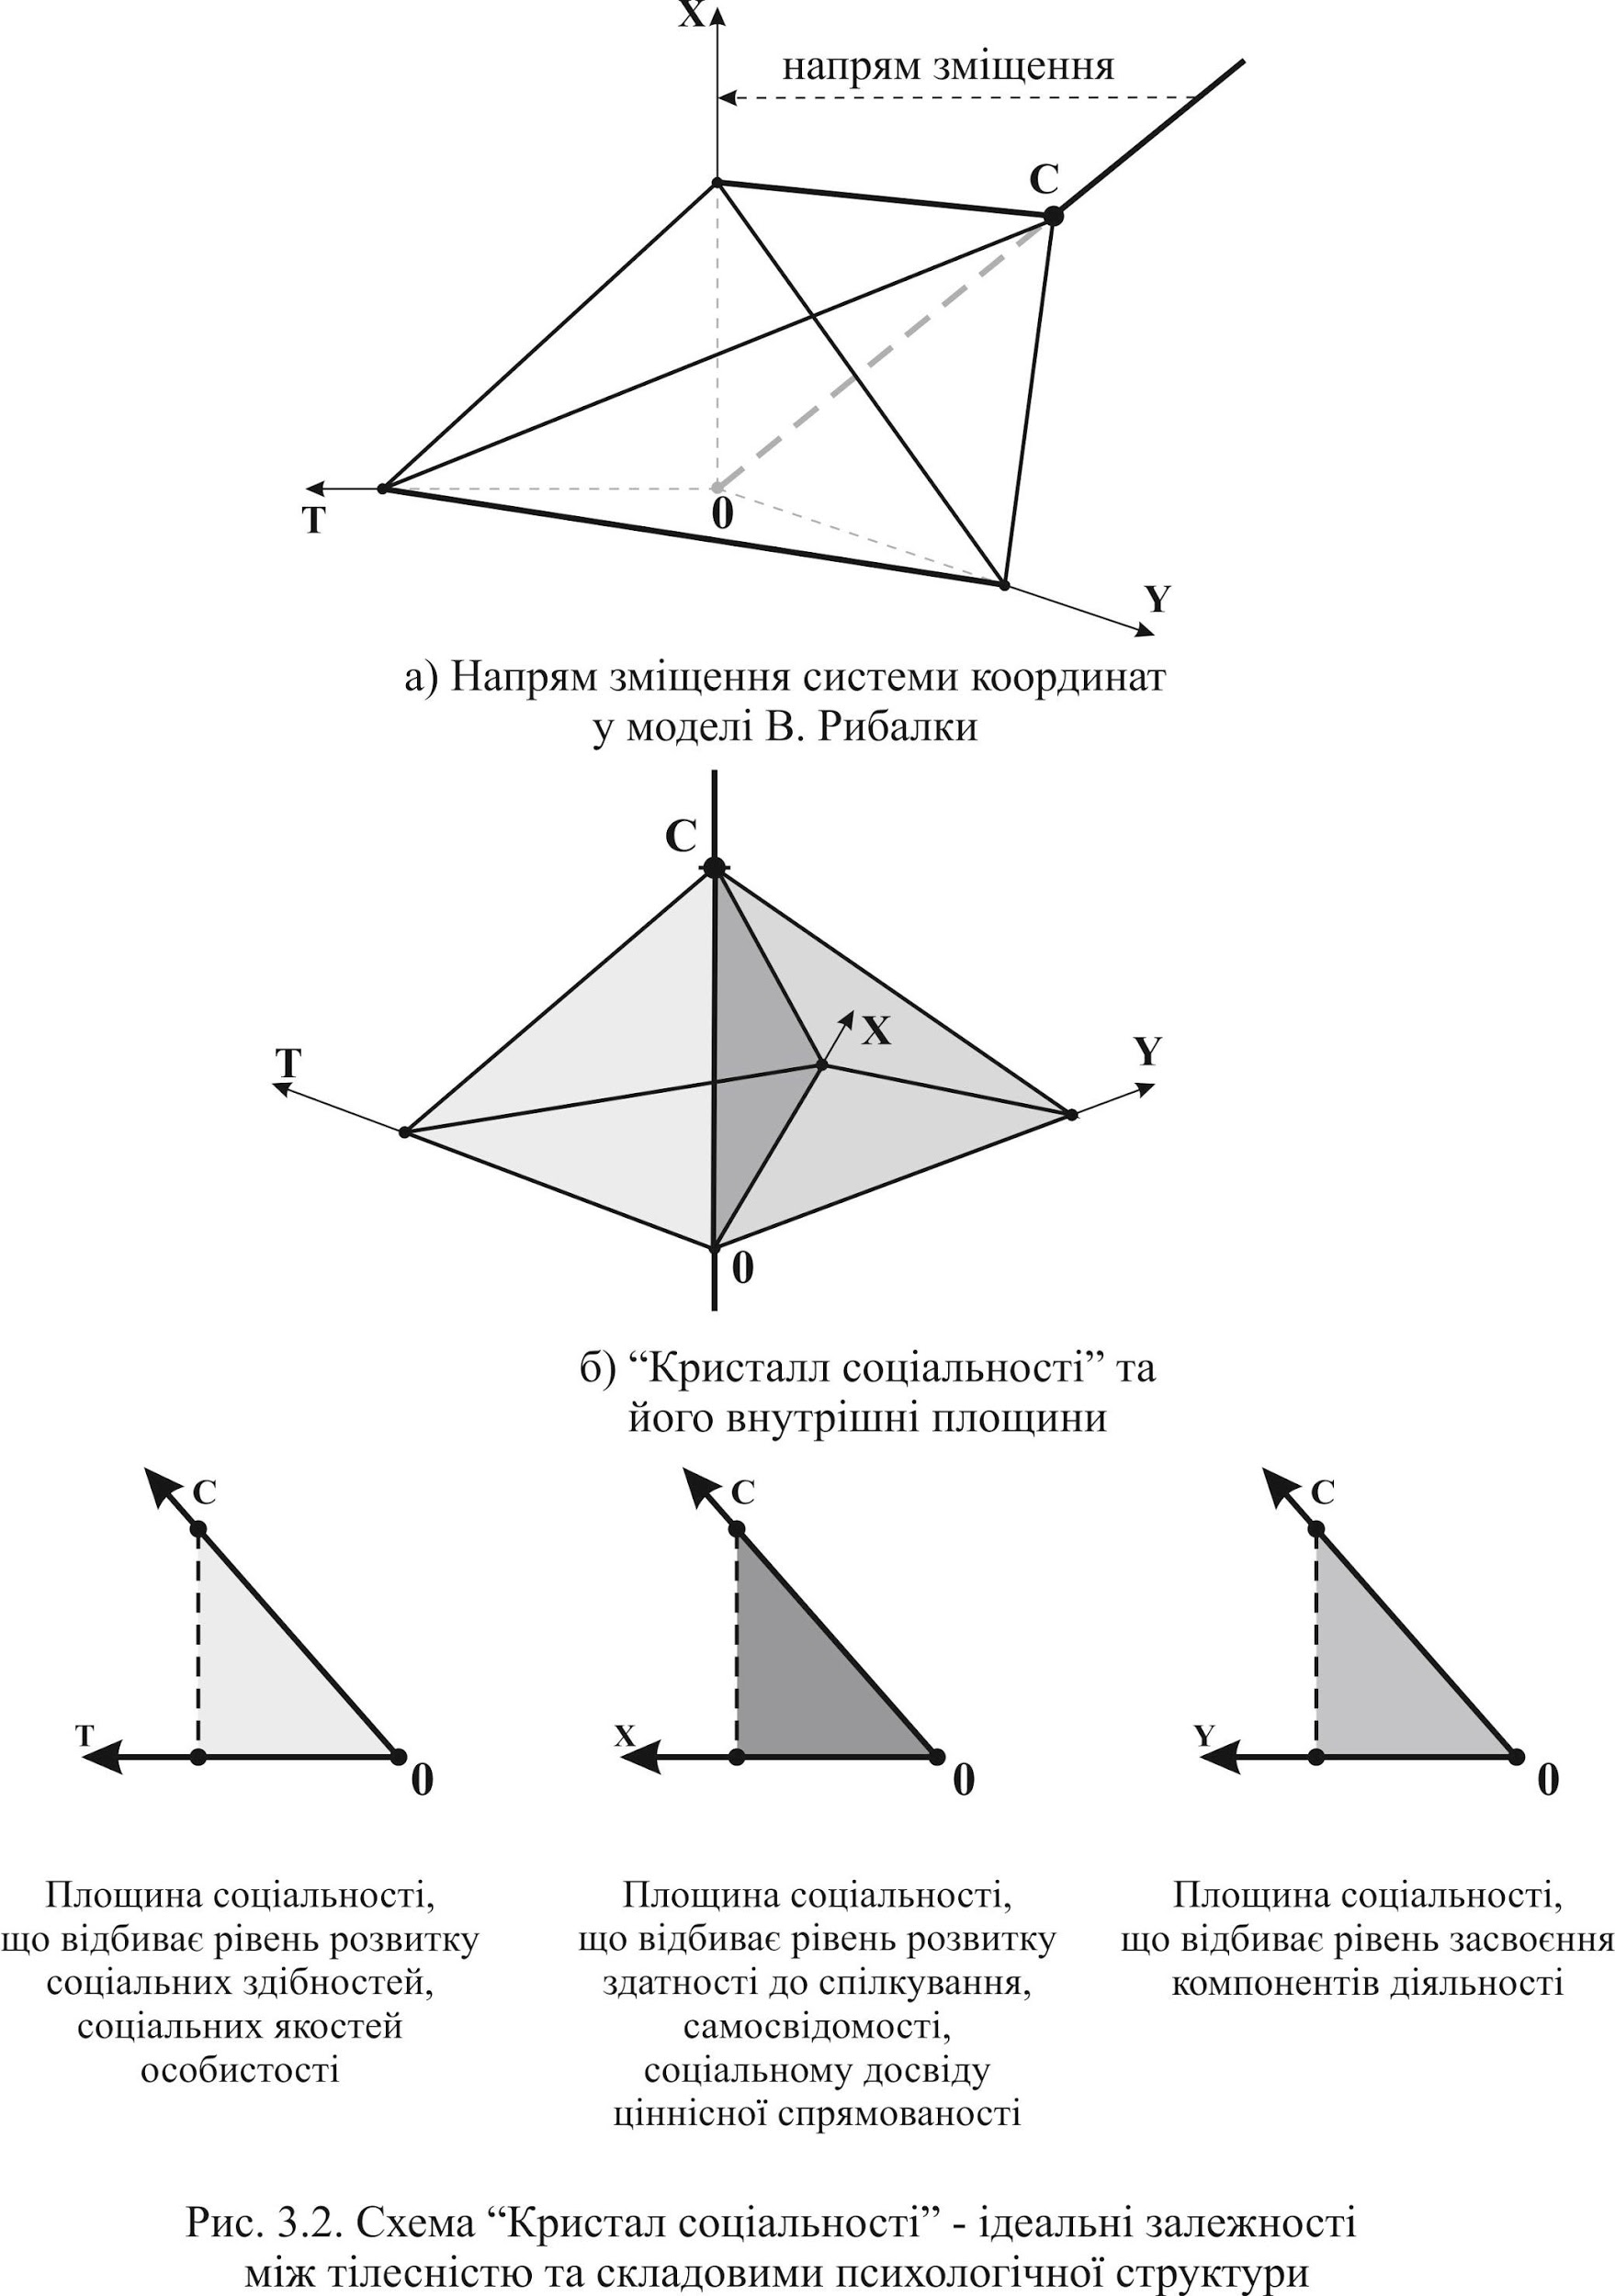 X
напрям зміщення
C
T
0
Y
а) Напрям зміщення системи координат
у моделі В. Рибалки
C
X
T
Y
0
б) “Кристалл соціальності” та
його внутрішні площини
C
C
C
T
X
Y
0
0
0
Площина соціальності,
що відбиває рівень розвитку
соціальних здібностей,
соціальних якостей
особистості
Площина соціальності,
що відбиває рівень розвитку
здатності до спілкування,
самосвідомості,
соціальному досвіду
ціннісної спрямованості
Площина соціальності,
що відбиває рівень засвоєння
компонентів діяльності
Рис. 3.2. Схема “Кристал соціальності” - ідеальні залежності
між тілесністю та складовими психологічної структури